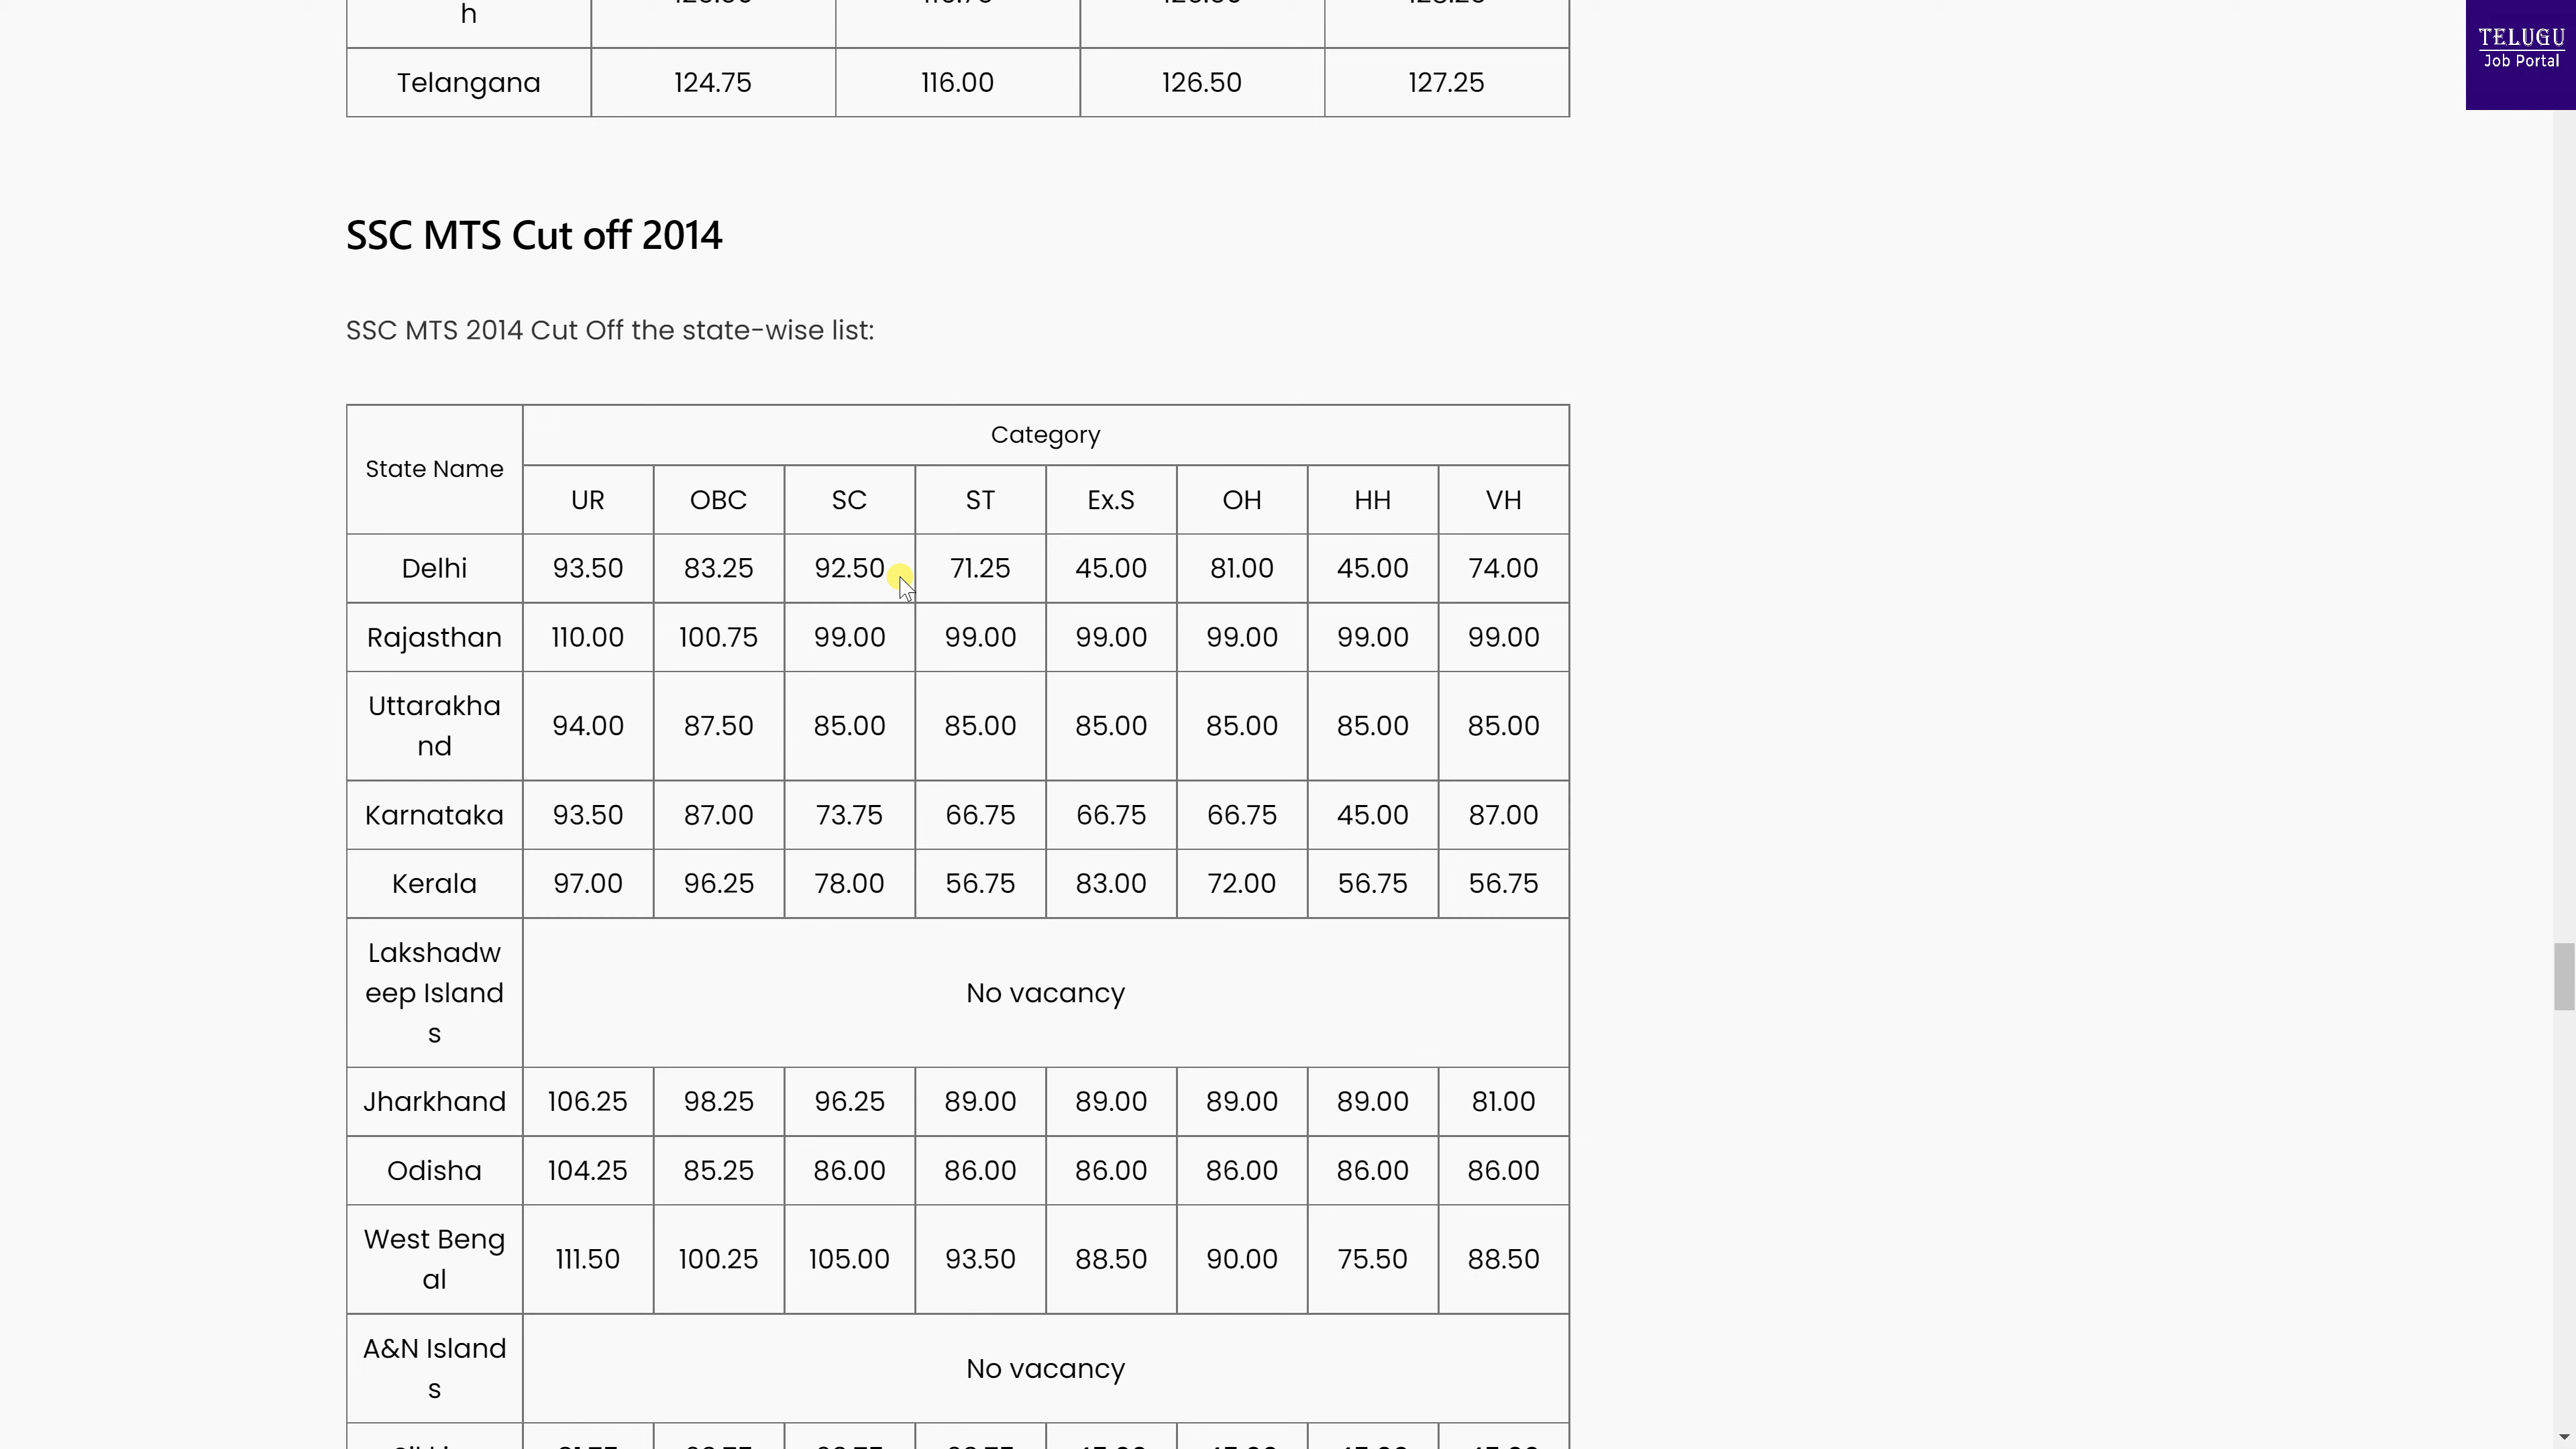 TELUGU
Job Portal
h
Telangana 124.75 116.00 126.50 127.25
SSC MTS Cut off 2014
SSC MTS 2014 Cut Off the state-wise list:
State Name
Category
UR OBC SC ST Ex.S OH HH VH
Delhi 93.50 83.25 92.50 71.25 45.00 81.00 45.00 74.00
Rajasthan 110.00 100.75 99.00 99.00 99.00 99.00 99.00 99.00
Uttarakha
nd
94.00 87.50 85.00 85.00 85.00 85.00 85.00 85.00
Karnataka 93.50 87.00 73.75 66.75 66.75 66.75 45.00 87.00
Kerala 97.00 96.25 78.00 56.75 83.00 72.00 56.75 56.75
Lakshadw
eep Island
s
No vacancy
Jharkhand 106.25 98.25 96.25 89.00 89.00 89.00 89.00 81.00
Odisha 104.25 85.25 86.00 86.00 86.00 86.00 86.00 86.00
West Beng
al
111.50 100.25 105.00 93.50 88.50 90.00 75.50 88.50
A&N Island
s
No vacancy